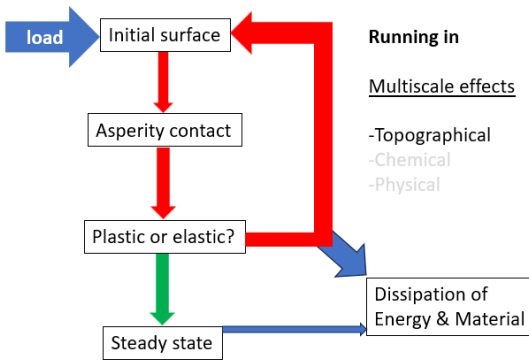 load
Initial surface
Running in
Multiscale effects
Asperity contact
-Topographical
-Chemical
-Physical
Plastic or elastic?
Dissipation of
Energy & Material
Steady state